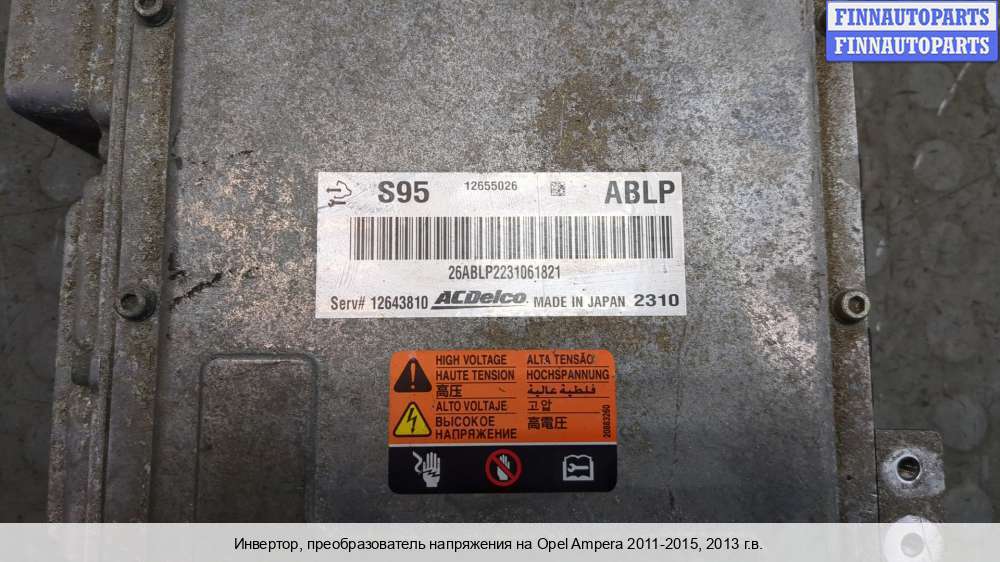 FINNAUTOPARTS
FINNAUTOPARTS
S95 12655026 ABLP
26ABLP2231061821
Serv# 12643810 ACDelco MADE IN JAPAN 2310
HIGH VOLTAGE ALTA TENSÃO
HAUTE TENSION HOCHSPANNUNG
高压 فلطية عالية
ALTO VOLTAJE 고압
ВЫСОКОЕ НАПРЯЖЕНИЕ 高電圧
20883260
Инвертор, преобразователь напряжения на Opel Ampera 2011-2015, 2013 г.в.